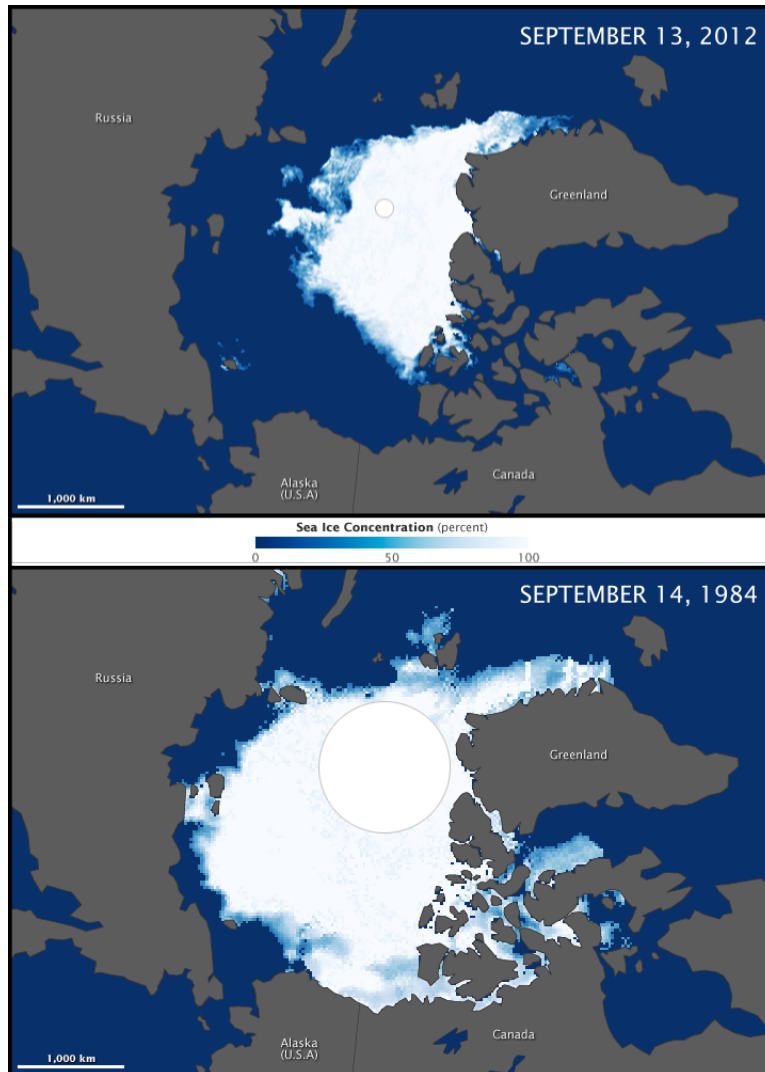 SEPTEMBER 13, 2012
Russia
Greenland
Alaska
(U.S.A)
Canada
1,000 km
Sea Ice Concentration (percent)
0 50 100
SEPTEMBER 14, 1984
Russia
Greenland
Alaska
(U.S.A)
Canada
1,000 km